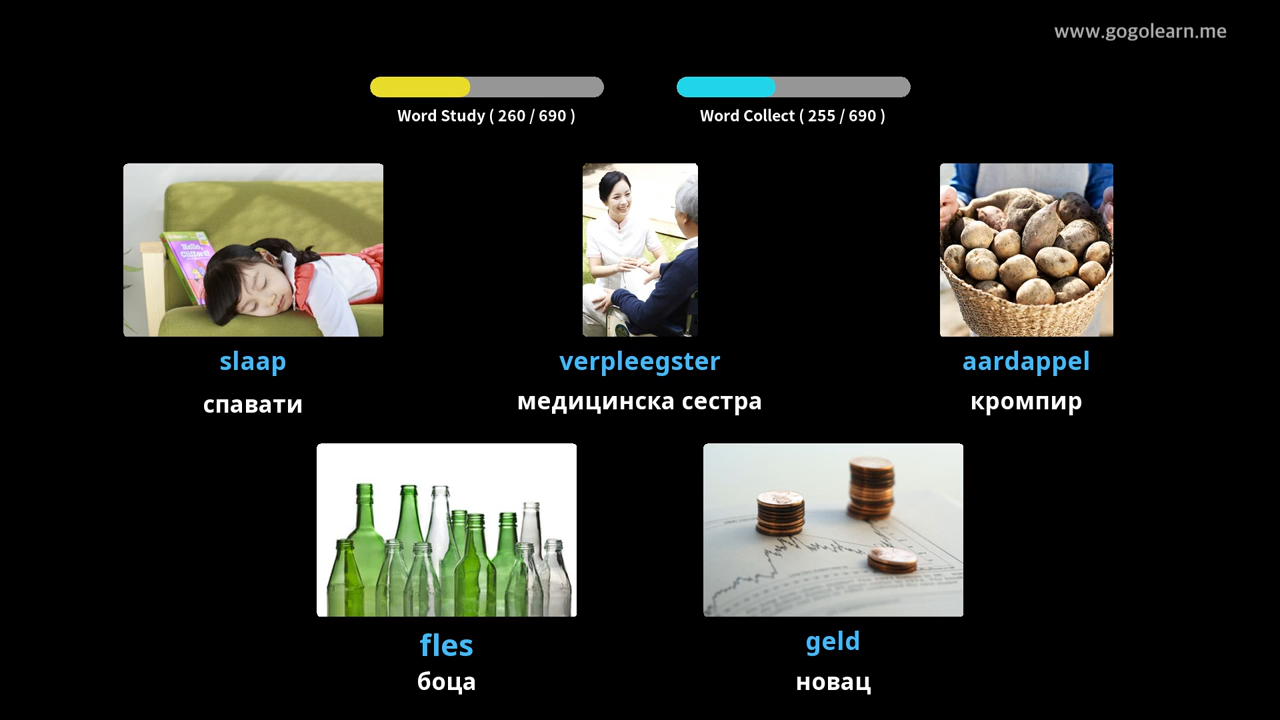 www.gogolearn.me
Word Study ( 260 / 690 )
Word Collect ( 255 / 690 )
slaap
спавати
verpleegster
медицинска сестра
aardappel
кромпир
fles
боца
geld
новац